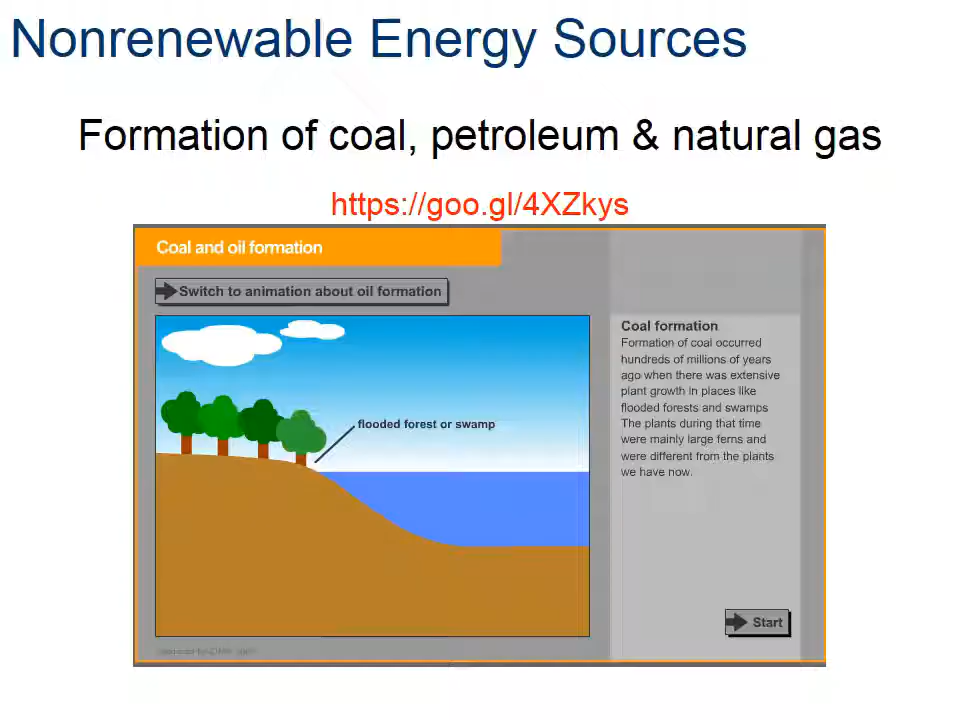 Nonrenewable Energy Sources
Formation of coal, petroleum & natural gas
https://goo.gl/4XZkys
Coal and oil formation
Switch to animation about oil formation
flooded forest or swamp
Coal formation
Formation of coal occurred
hundreds of millions of years
ago when there was extensive
plant growth in places like
flooded forests and swamps
The plants during that time
were mainly large ferns and
were different from the plants
we have now.
Start